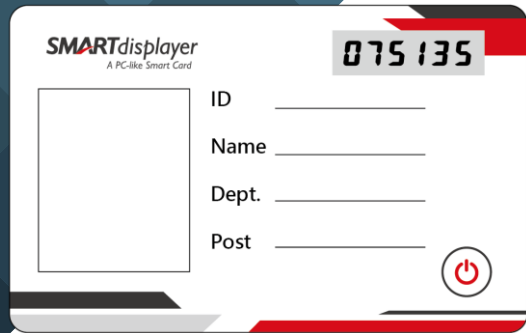 SMARTdisplayer
A PC-like Smart Card
075135
ID
Name
Dept.
Post